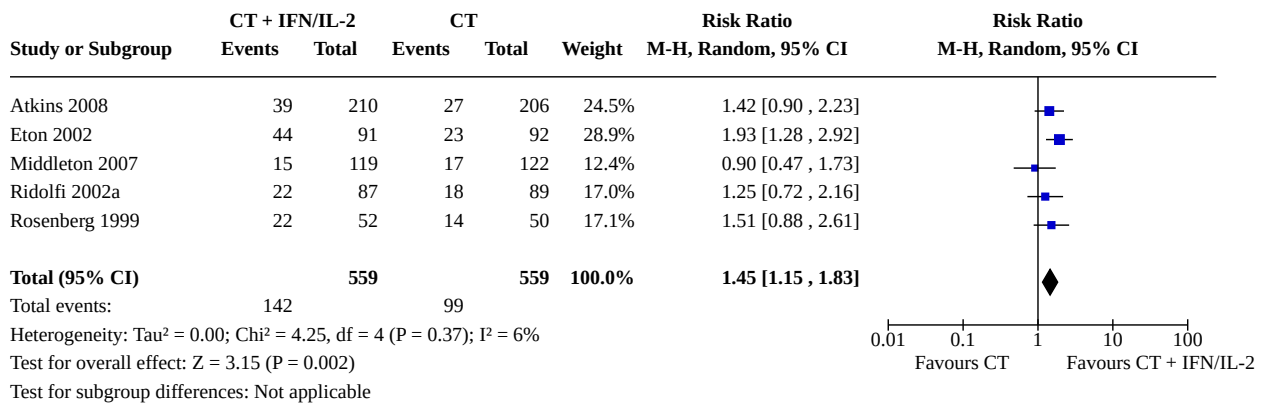 CT + IFN/IL-2 CT Risk Ratio Risk Ratio
Study or Subgroup Events Total Events Total Weight M-H, Random, 95% CI M-H, Random, 95% CI
Atkins 2008 39 210 27 206 24.5% 1.42 [0.90 , 2.23]
Eton 2002 44 91 23 92 28.9% 1.93 [1.28 , 2.92]
Middleton 2007 15 119 17 122 12.4% 0.90 [0.47 , 1.73]
Ridolfi 2002a 22 87 18 89 17.0% 1.25 [0.72 , 2.16]
Rosenberg 1999 22 52 14 50 17.1% 1.51 [0.88 , 2.61]
Total (95% CI) 559 559 100.0% 1.45 [1.15 , 1.83]
Total events: 142 99
Heterogeneity: Tau² = 0.00; Chi² = 4.25, df = 4 (P = 0.37); I² = 6%
0.01 0.1 1 10 100
Test for overall effect: Z = 3.15 (P = 0.002)
Favours CT Favours CT + IFN/IL-2
Test for subgroup differences: Not applicable